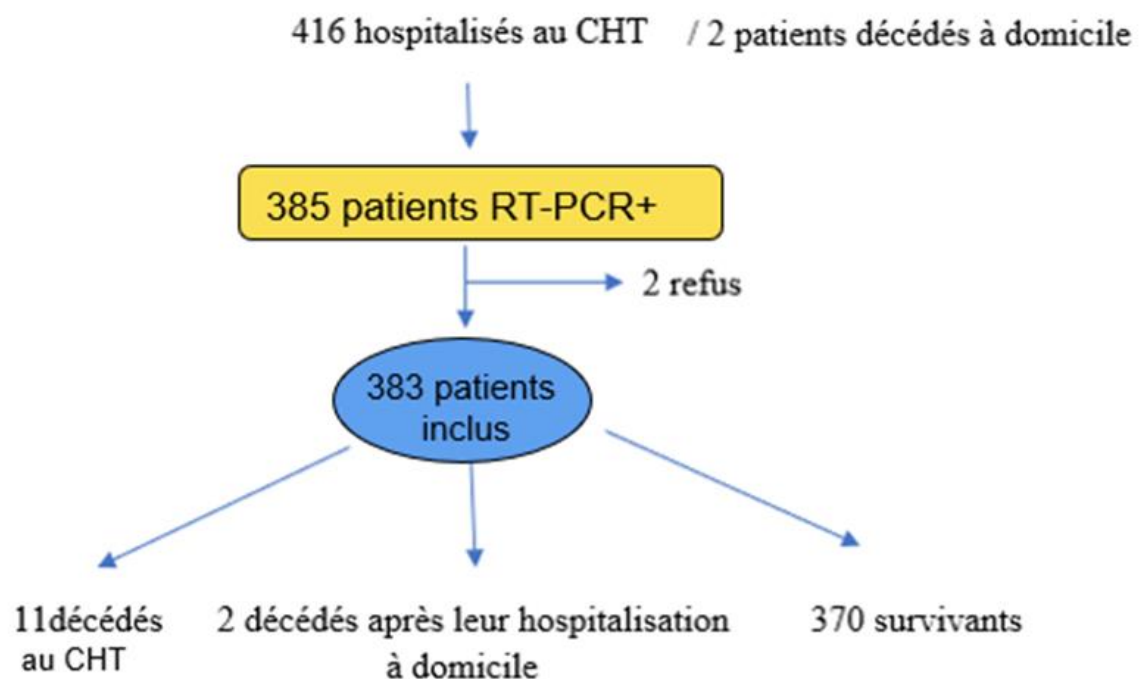 416 hospitalisés au CHT / 2 patients décédés à domicile
385 patients RT-PCR+
2 refus
383 patients
inclus
11décédés
au CHT
2 décédés après leur hospitalisation
à domicile
370 survivants